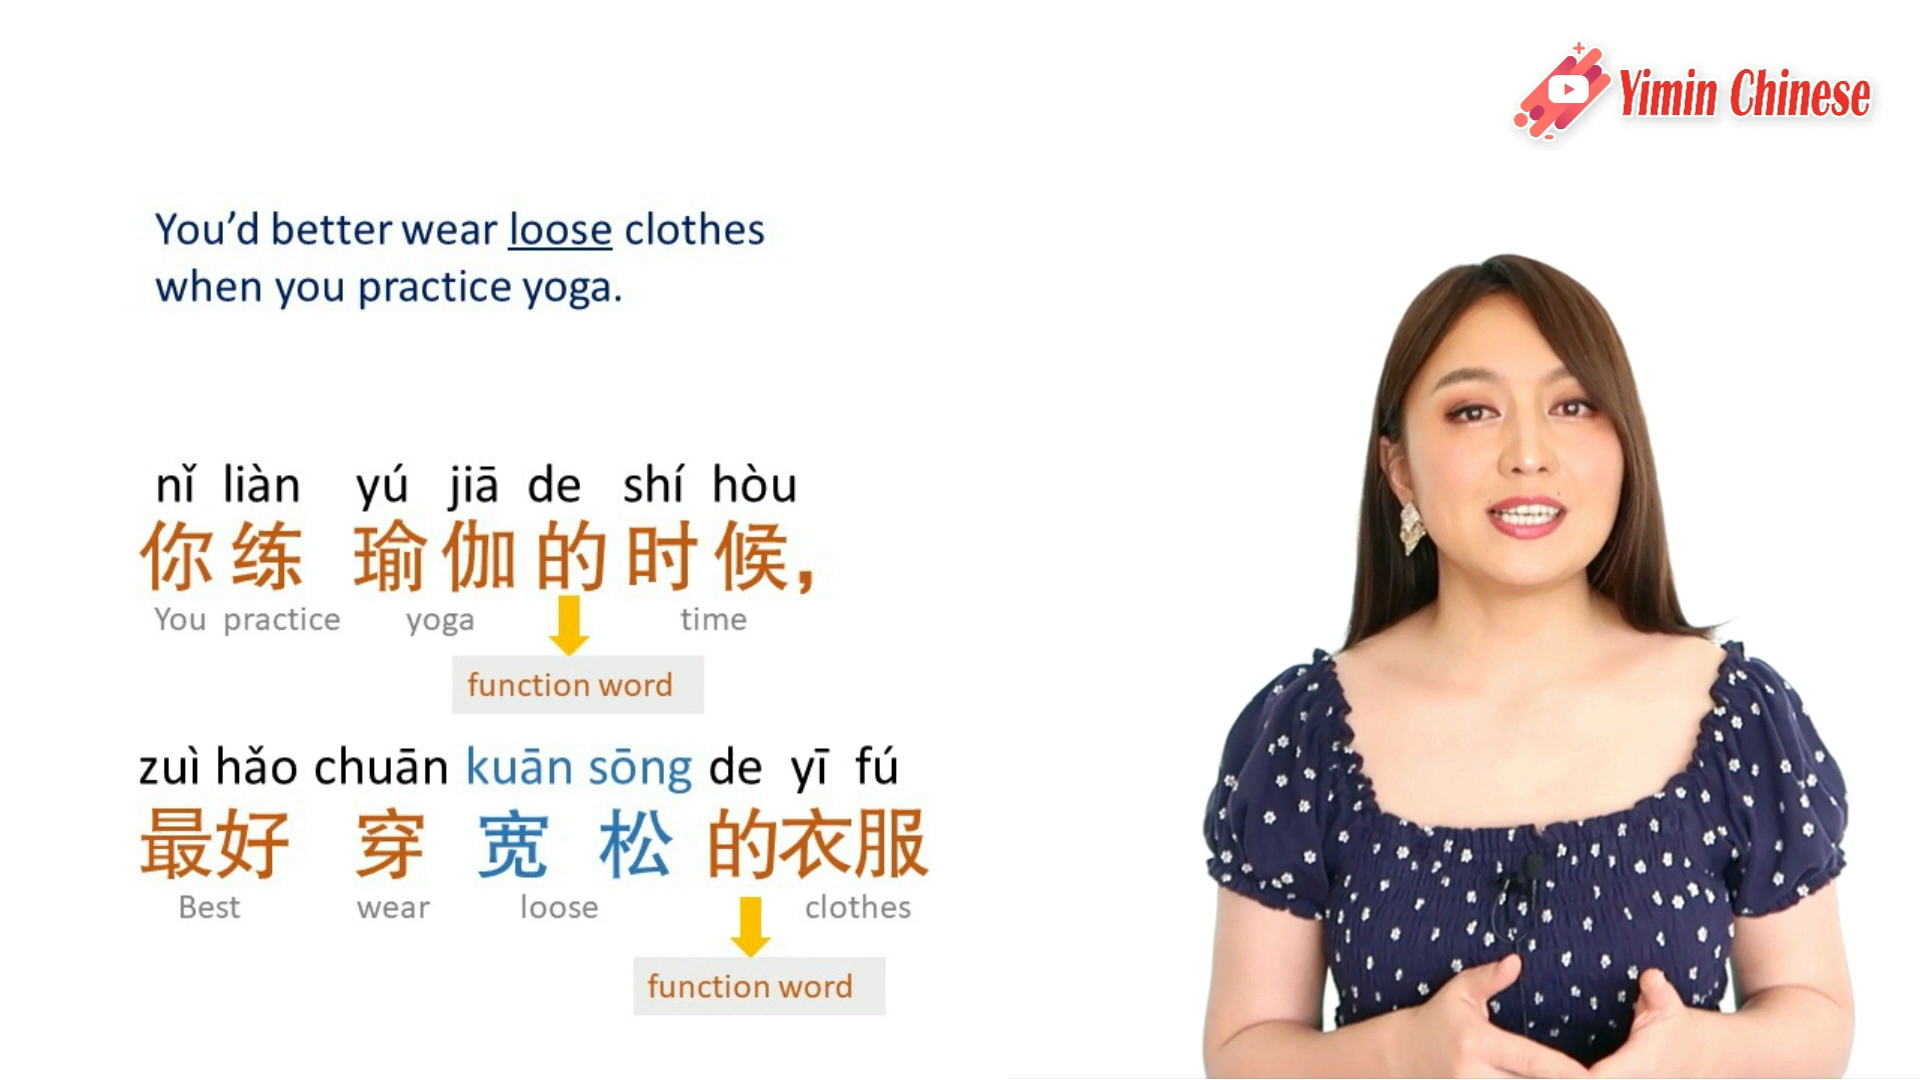 Yimin Chinese
You'd better wear loose clothes
when you practice yoga.
nǐ liàn yú jiā de shí hòu
你练 瑜伽的时候,
You practice yoga time
function word
zuì hǎo chuān kuān sōng de yī fú
最好 穿 宽 松 的衣服
Best wear loose clothes
function word